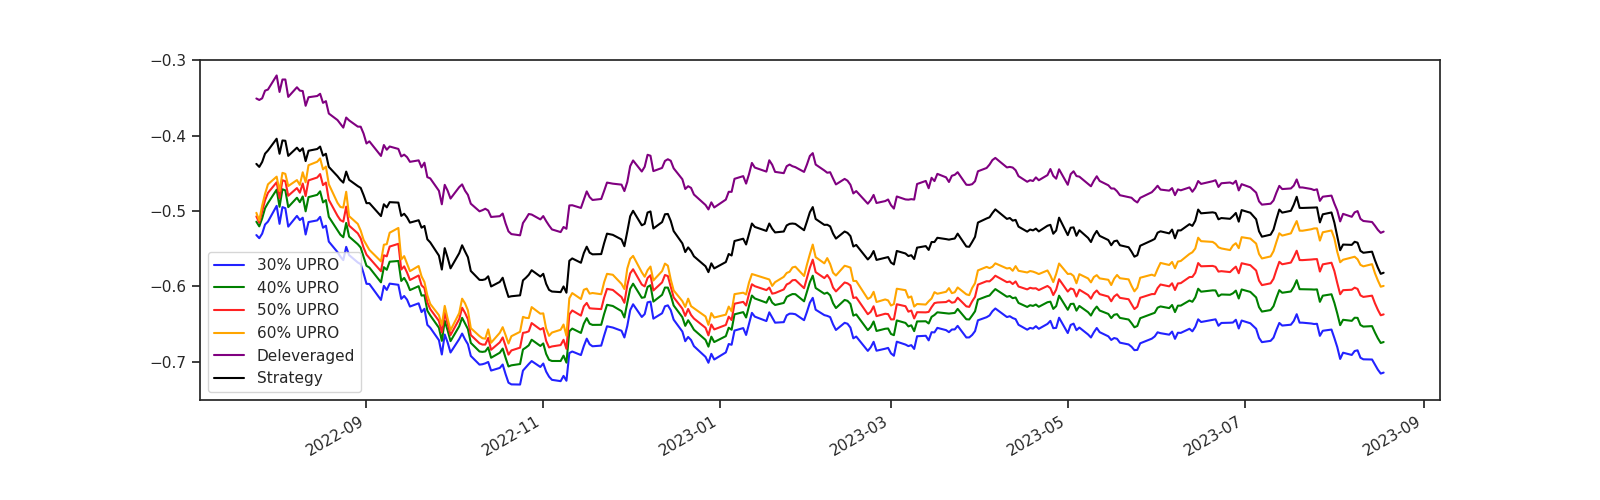 −0.3
−0.4
−0.5
−0.6
−0.7
30% UPRO
40% UPRO
50% UPRO
60% UPRO
Deleveraged
Strategy
2022-09
2022-11
2023-01
2023-03
2023-05
2023-07
2023-09